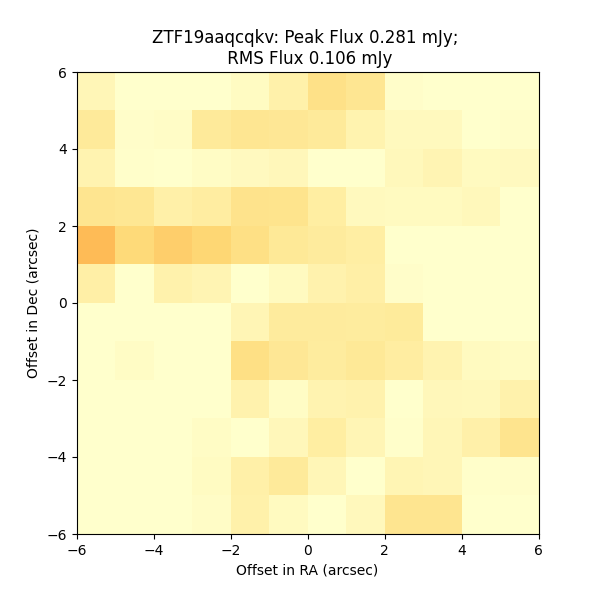 ZTF19aaqcqkv: Peak Flux 0.281 mJy;
RMS Flux 0.106 mJy
6
4
2
0
−2
−4
−6
Offset in Dec (arcsec)
−6 −4 −2 0 2 4 6
Offset in RA (arcsec)